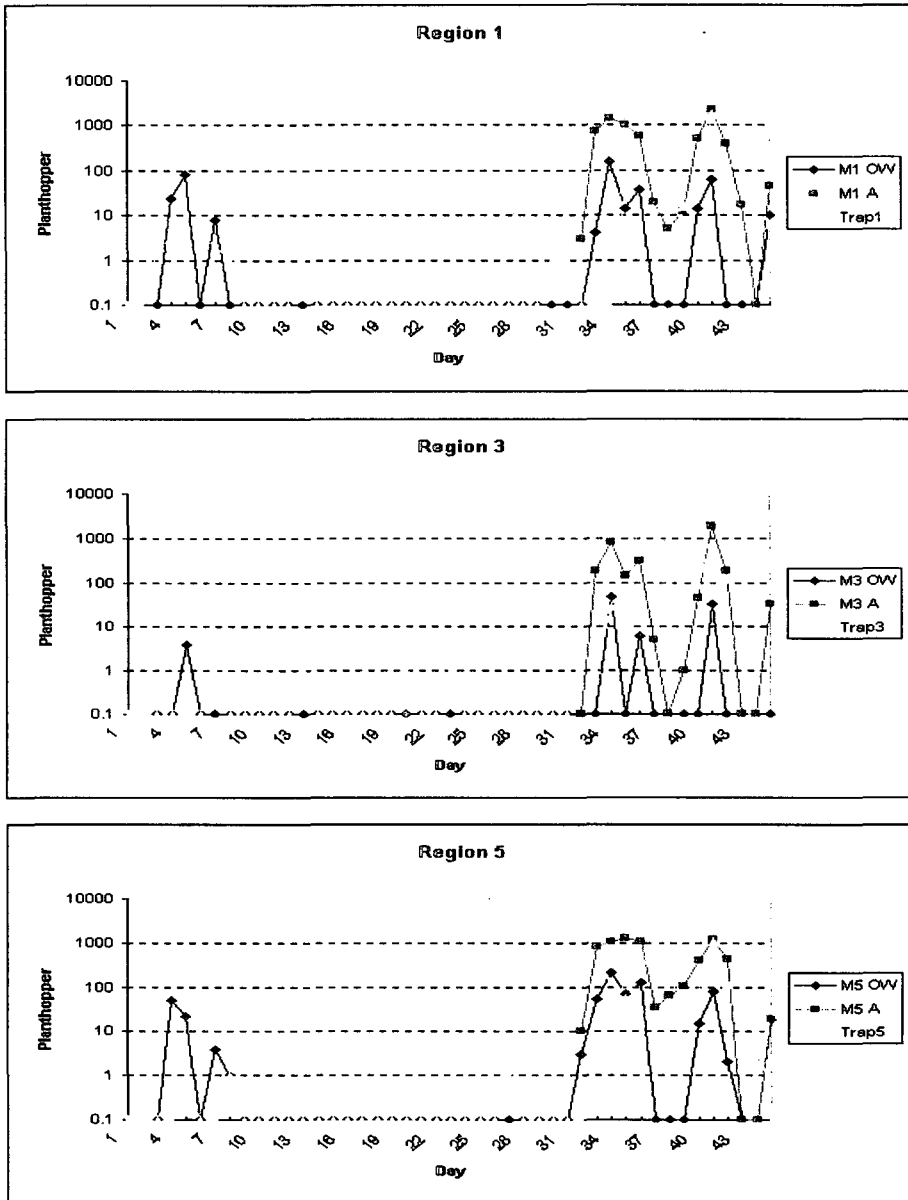 Region 1
10000
1000
100
10
1
0.1
Planthopper
1 4 7 10 13 16 19 22 25 28 31 34 37 40 43
Day
M1 OW
M1 A
Trap1
Region 3
10000
1000
100
10
1
0.1
Planthopper
1 4 7 10 13 16 19 22 25 28 31 34 37 40 43
Day
M3 OW
M3 A
Trap3
Region 5
10000
1000
100
10
1
0.1
Planthopper
1 4 7 10 13 16 19 22 25 28 31 34 37 40 43
Day
M5 OW
M5 A
Trap5